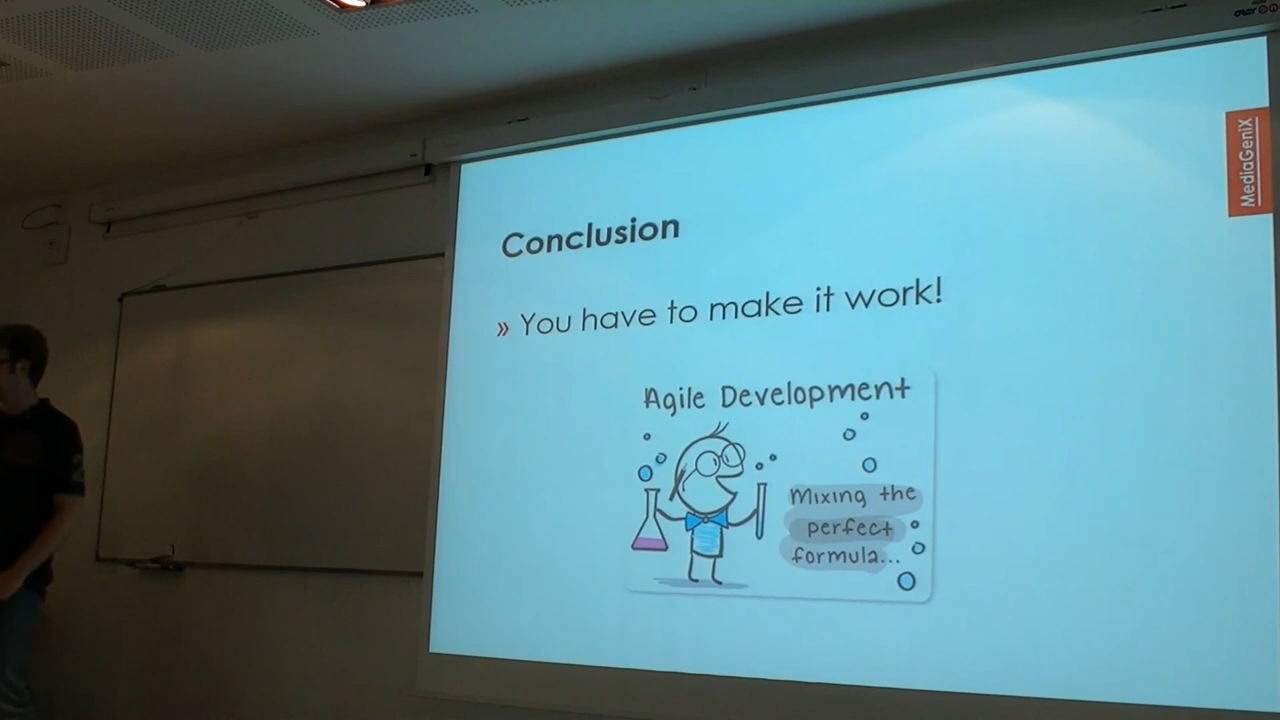 MediaGeniX
Conclusion
» You have to make it work!
Agile Development
Mixing the
perfect
formula...